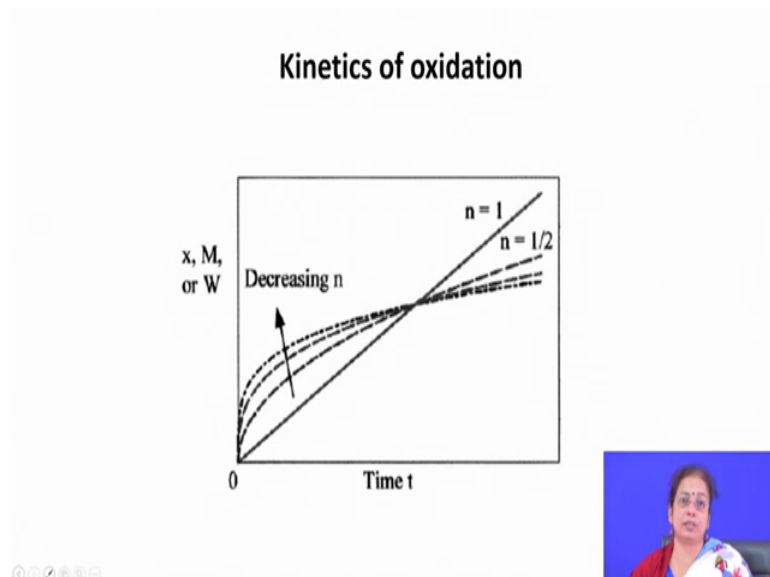 Kinetics of oxidation
n = 1
n = 1/2
x, M,
or W
Decreasing n
0
Time t